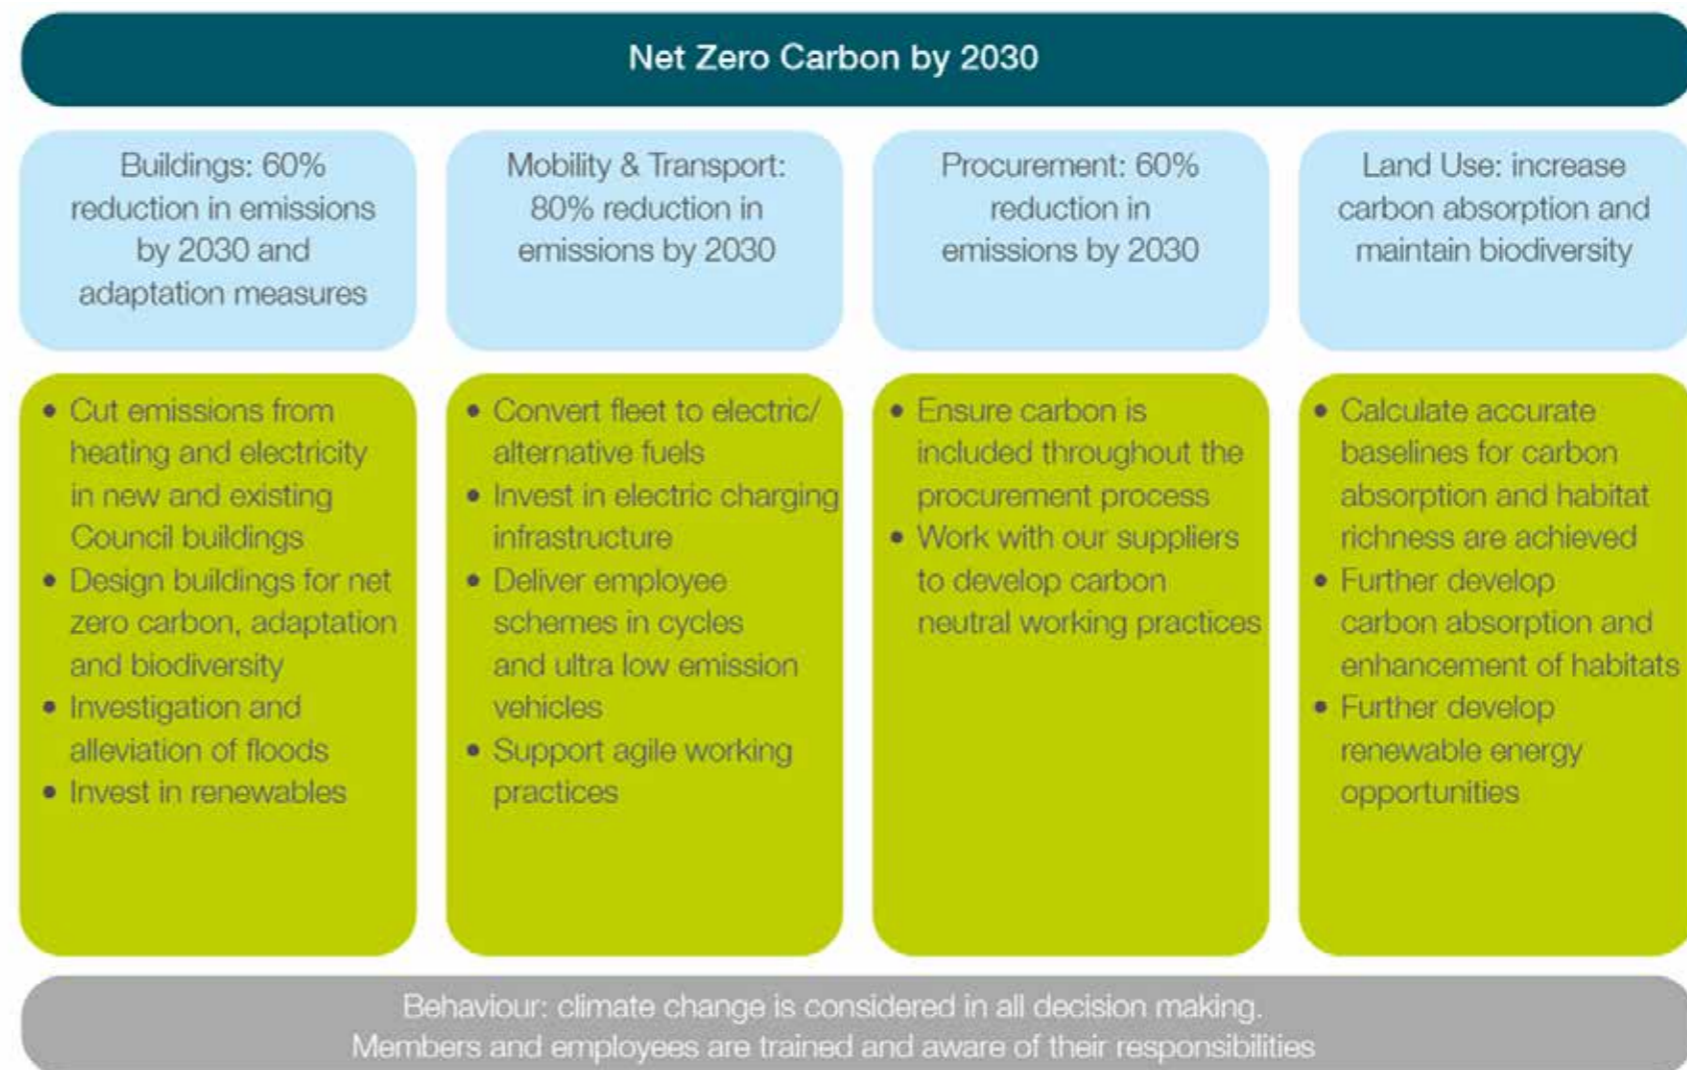 Net Zero Carbon by 2030
Buildings: 60%
reduction in emissions
by 2030 and
adaptation measures
Mobility & Transport:
80% reduction in
emissions by 2030
Procurement: 60%
reduction in
emissions by 2030
Land Use: increase
carbon absorption and
maintain biodiversity
• Cut emissions from
heating and electricity
in new and existing
Council buildings
• Design buildings for net
zero carbon, adaptation
and biodiversity
• Investigation and
alleviation of floods
• Invest in renewables
• Convert fleet to electric/
alternative fuels
• Invest in electric charging
infrastructure
• Deliver employee
schemes in cycles
and ultra low emission
vehicles
• Support agile working
practices
• Ensure carbon is
included throughout the
procurement process
• Work with our suppliers
to develop carbon
neutral working practices
• Calculate accurate
baselines for carbon
absorption and habitat
richness are achieved
• Further develop
carbon absorption and
enhancement of habitats
• Further develop
renewable energy
opportunities
Behaviour: climate change is considered in all decision making.
Members and employees are trained and aware of their responsibilities